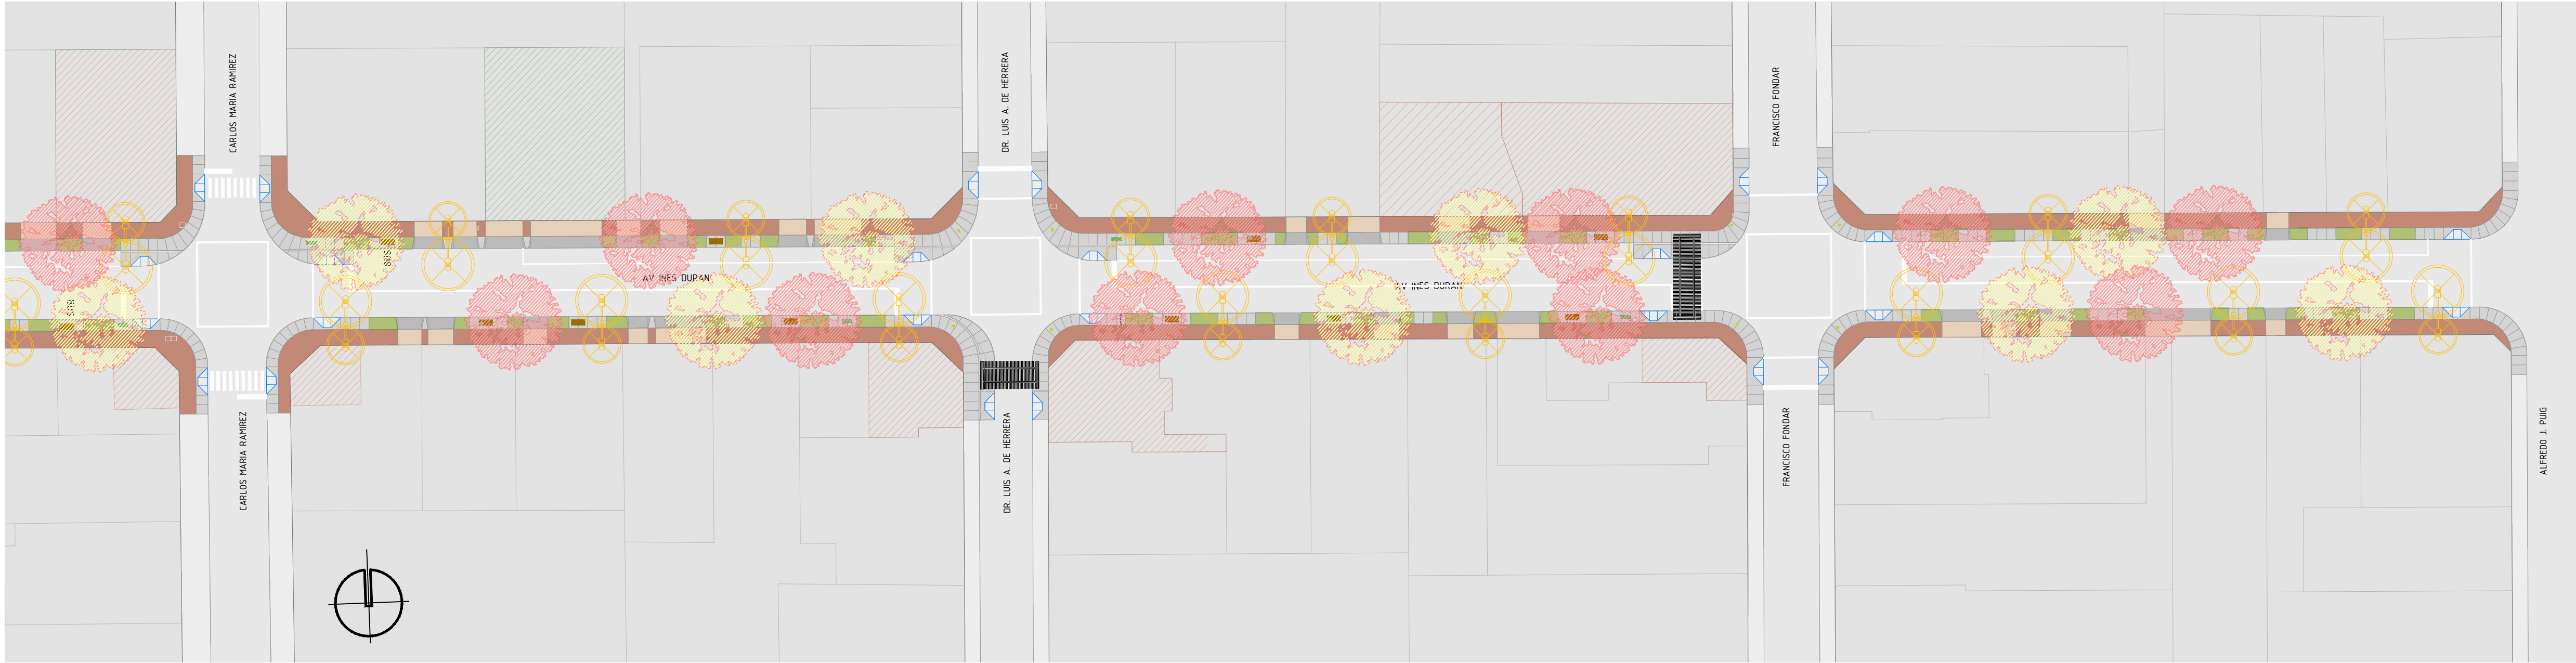 CARLOS MARIA RAMIREZ
DR. LUIS A. DE HERRERA
FRANCISCO FONDAR
BUS
AV INES DURAN
AV INES DURAN
BUS
CARLOS MARIA RAMIREZ
DR. LUIS A. DE HERRERA
FRANCISCO FONDAR
ALFREDO J. PUIG